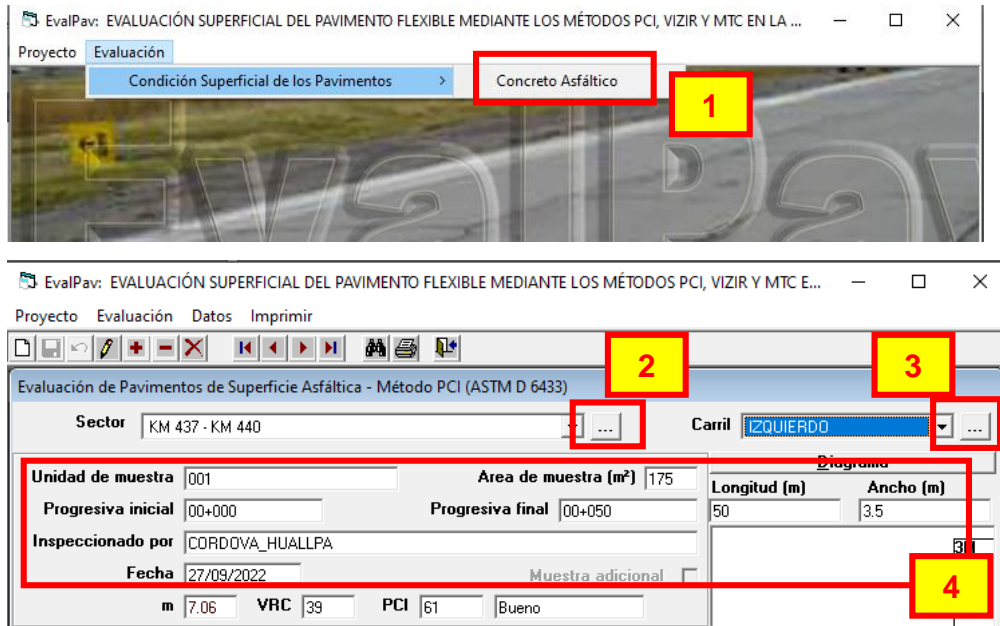 EvalPav: EVALUACIÓN SUPERFICIAL DEL PAVIMENTO FLEXIBLE MEDIANTE LOS MÉTODOS PCI, VIZIR Y MTC EN LA ...
Proyecto Evaluación
Condición Superficial de los Pavimentos > Concreto Asfáltico
1
EvalPav
EvalPav: EVALUACIÓN SUPERFICIAL DEL PAVIMENTO FLEXIBLE MEDIANTE LOS MÉTODOS PCI, VIZIR Y MTC E...
Proyecto Evaluación Datos Imprimir
2 3
Evaluación de Pavimentos de Superficie Asfáltica - Método PCI (ASTM D 6433)
Sector KM 437 - KM 440 ... Carril IZQUIERDO ...
Diagrama
Unidad de muestra 001 Area de muestra (m²) 175 Longitud (m) Ancho (m)
Progresiva inicial 00+000 Progresiva final 00+050 50 3.5
Inspeccionado por CORDOVA_HUALLPA
Fecha 27/09/2022 Muestra adicional
4
m 7.06 VRC 39 PCI 61 Bueno